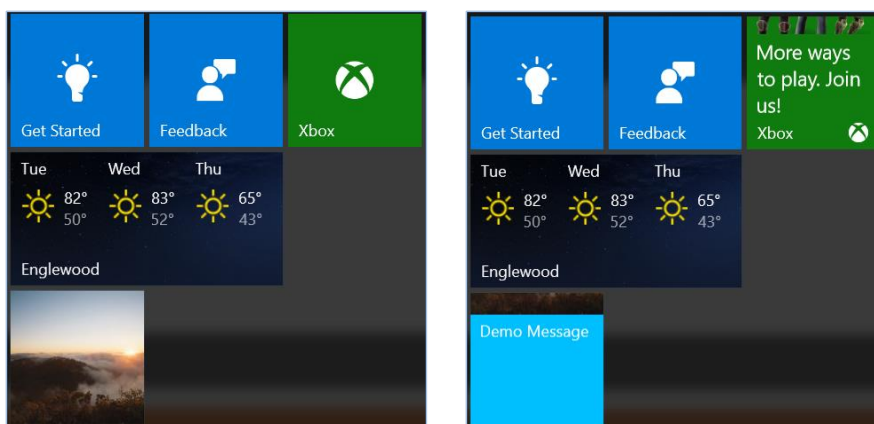 Get Started
Feedback
Xbox
Tue Wed Thu
82° 83° 65°
50° 52° 43°
Englewood
More ways
to play. Join
us!
Get Started
Feedback
Xbox
Tue Wed Thu
82° 83° 65°
50° 52° 43°
Englewood
Demo Message